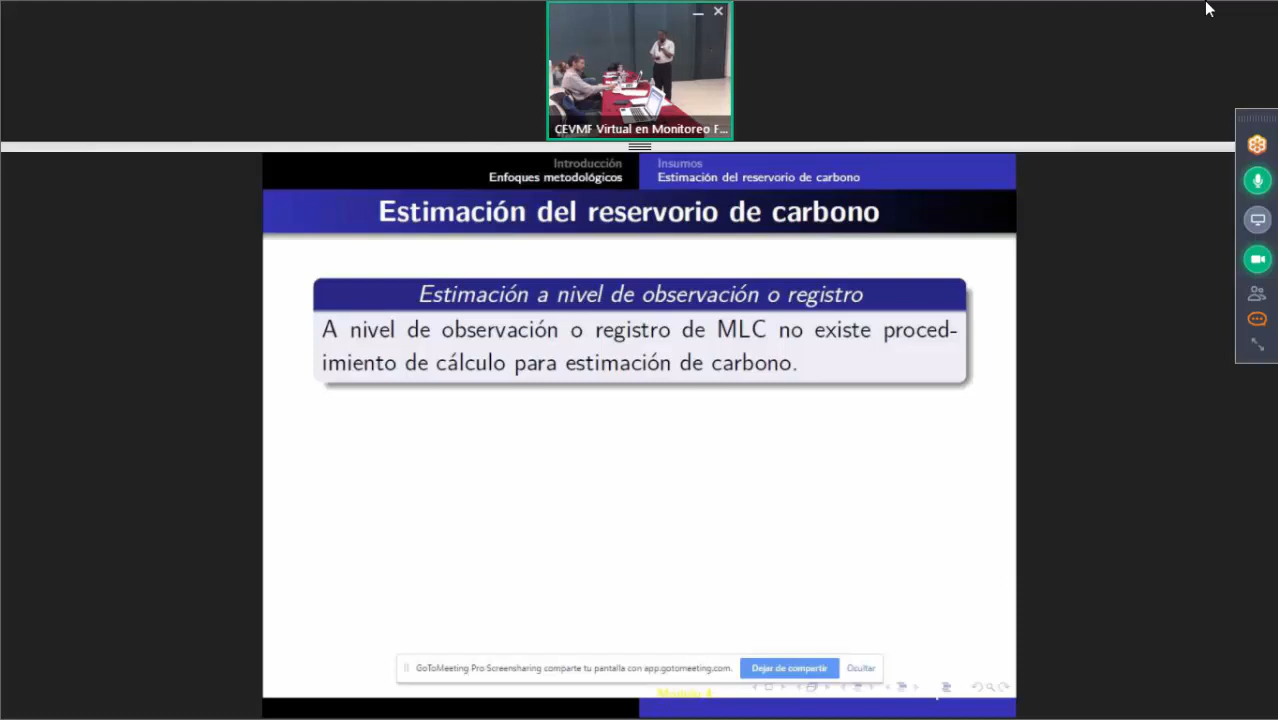 CEVMF Virtual en Monitoreo F...
Introducción
Enfoques metodológicos
Insumos
Estimación del reservorio de carbono
Estimación del reservorio de carbono
Estimación a nivel de observación o registro
A nivel de observación o registro de MLC no existe proced-
imiento de cálculo para estimación de carbono.
GoToMeeting Pro Screensharing comparte tu pantalla con app.gotomeeting.com.
Dejar de compartir
Ocultar
Módulo 4